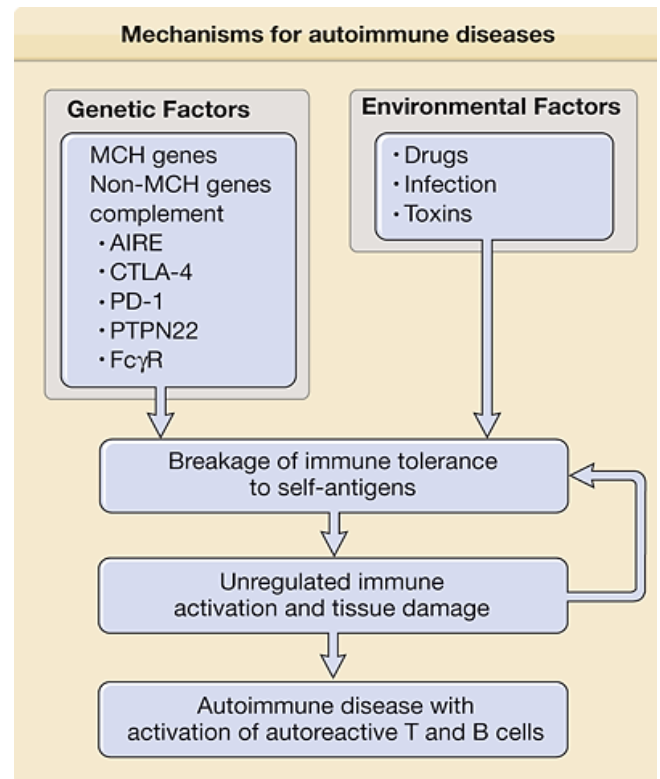 Mechanisms for autoimmune diseases
Genetic Factors
MCH genes
Non-MCH genes
complement
· AIRE
· CTLA-4
· PD-1
· PTPN22
· FcγR
Environmental Factors
· Drugs
· Infection
· Toxins
Breakage of immune tolerance
to self-antigens
Unregulated immune
activation and tissue damage
Autoimmune disease with
activation of autoreactive T and B cells